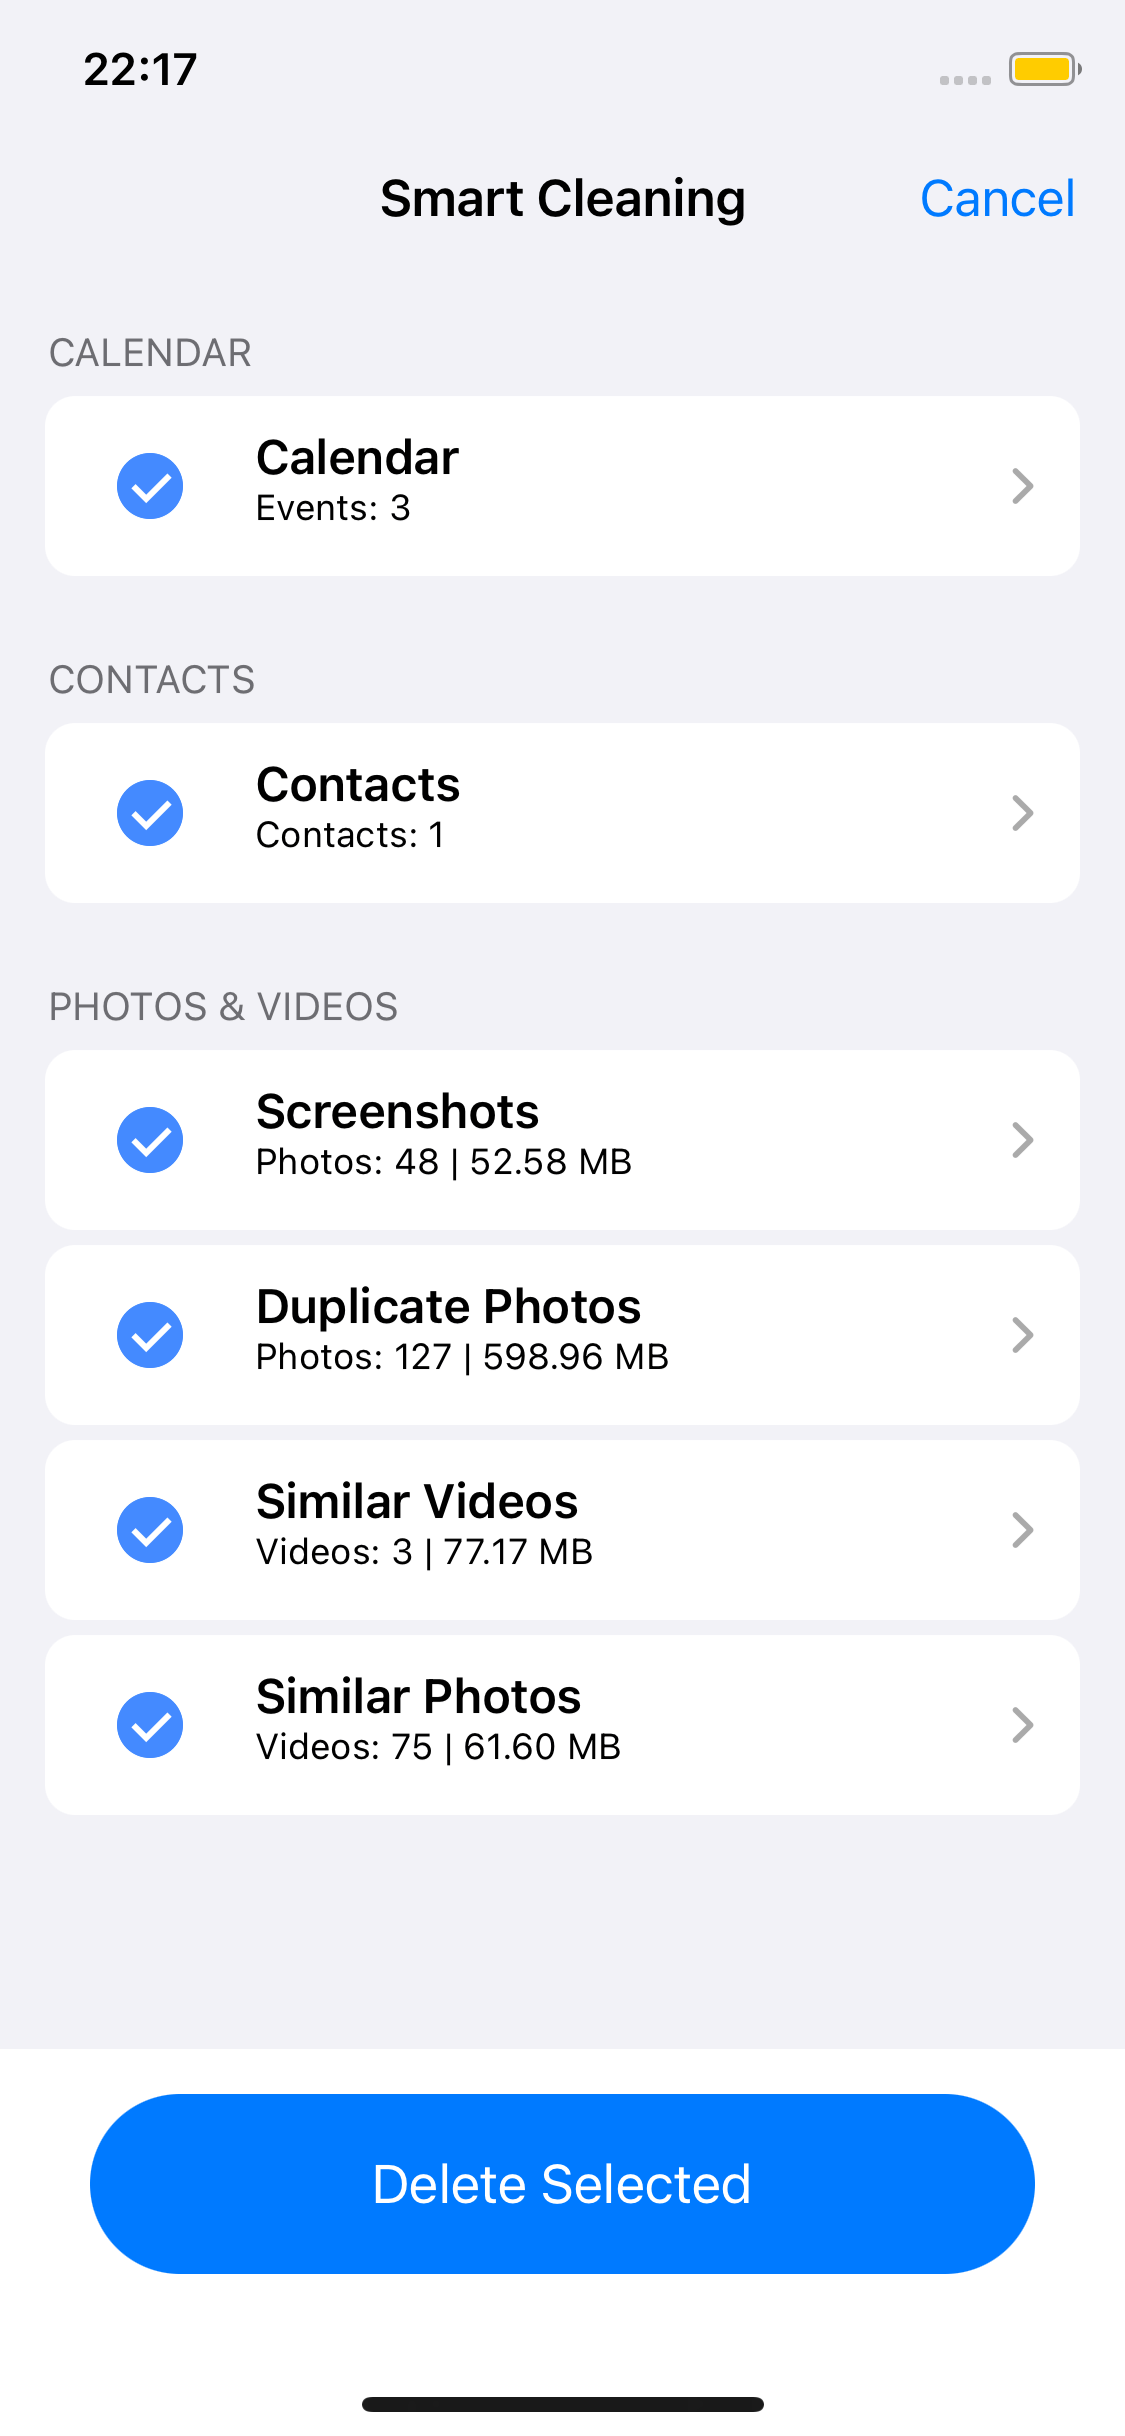 22:17
Smart Cleaning
Cancel
CALENDAR
Calendar
Events: 3
CONTACTS
Contacts
Contacts: 1
PHOTOS & VIDEOS
Screenshots
Photos: 48 | 52.58 MB
Duplicate Photos
Photos: 127 | 598.96 MB
Similar Videos
Videos: 3 | 77.17 MB
Similar Photos
Videos: 75 | 61.60 MB
Delete Selected